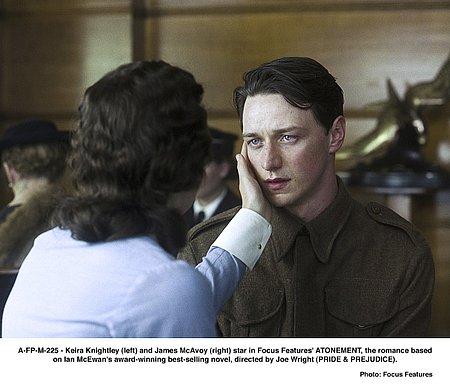 A-FP-M-225 - Keira Knightley (left) and James McAvoy (right) star in Focus Features' ATONEMENT, the romance based
on Ian McEwan's award-winning best-selling novel, directed by Joe Wright (PRIDE & PREJUDICE).
Photo: Focus Features